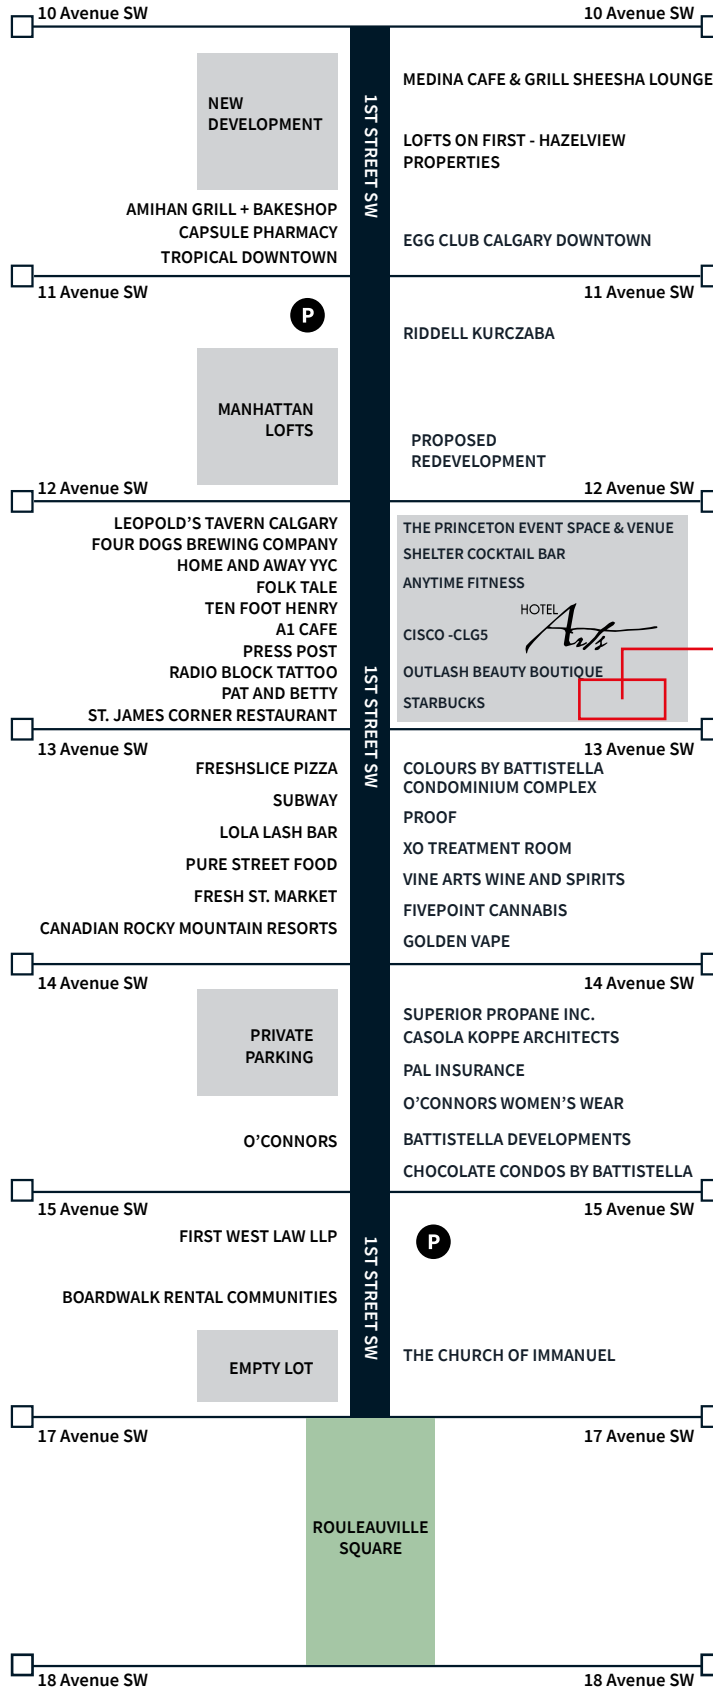 10 Avenue SW
10 Avenue SW
NEW
DEVELOPMENT
AMIHAN GRILL + BAKESHOP
CAPSULE PHARMACY
TROPICAL DOWNTOWN
1ST STREET SW
MEDINA CAFE & GRILL SHEESHA LOUNGE
LOFTS ON FIRST - HAZELVIEW
PROPERTIES
EGG CLUB CALGARY DOWNTOWN
11 Avenue SW
11 Avenue SW
P
MANHATTAN
LOFTS
RIDDELL KURCZABA
PROPOSED
REDEVELOPMENT
12 Avenue SW
12 Avenue SW
LEOPOLD'S TAVERN CALGARY
FOUR DOGS BREWING COMPANY
HOME AND AWAY YYC
FOLK TALE
TEN FOOT HENRY
A1 CAFE
PRESS POST
RADIO BLOCK TATTOO
PAT AND BETTY
ST. JAMES CORNER RESTAURANT
1ST STREET SW
THE PRINCETON EVENT SPACE & VENUE
SHELTER COCKTAIL BAR
ANYTIME FITNESS
HOTEL
Arts
CISCO -CLG5
OUTLASH BEAUTY BOUTIQUE
STARBUCKS
13 Avenue SW
13 Avenue SW
FRESHSLICE PIZZA
SUBWAY
LOLA LASH BAR
PURE STREET FOOD
FRESH ST. MARKET
CANADIAN ROCKY MOUNTAIN RESORTS
COLOURS BY BATTISTELLA
CONDOMINIUM COMPLEX
PROOF
XO TREATMENT ROOM
VINE ARTS WINE AND SPIRITS
FIVEPOINT CANNABIS
GOLDEN VAPE
14 Avenue SW
14 Avenue SW
PRIVATE
PARKING
O'CONNORS
SUPERIOR PROPANE INC.
CASOLA KOPPE ARCHITECTS
PAL INSURANCE
O'CONNORS WOMEN'S WEAR
BATTISTELLA DEVELOPMENTS
CHOCOLATE CONDOS BY BATTISTELLA
15 Avenue SW
15 Avenue SW
FIRST WEST LAW LLP
BOARDWALK RENTAL COMMUNITIES
EMPTY LOT
1ST STREET SW
P
THE CHURCH OF IMMANUEL
17 Avenue SW
17 Avenue SW
ROULEAUVILLE
SQUARE
18 Avenue SW
18 Avenue SW